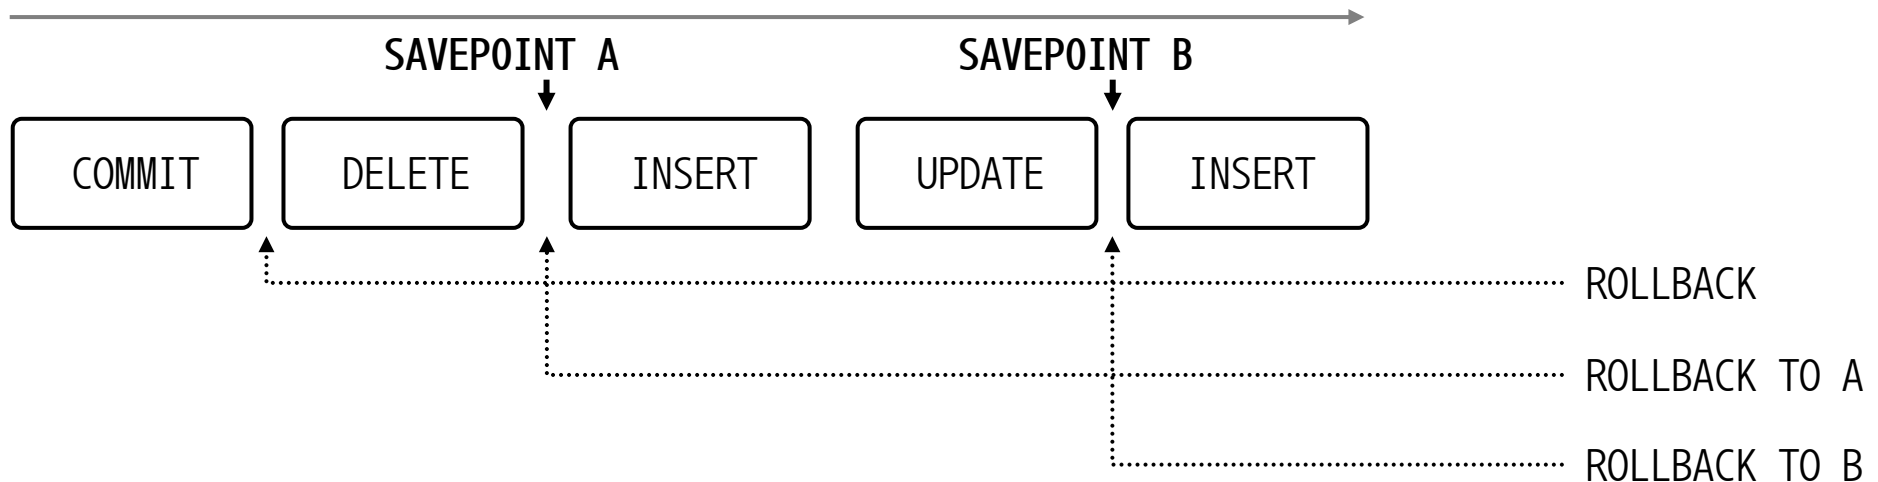 SAVEPOINT A SAVEPOINT B
COMMIT DELETE INSERT UPDATE INSERT
ROLLBACK
ROLLBACK TO A
ROLLBACK TO B